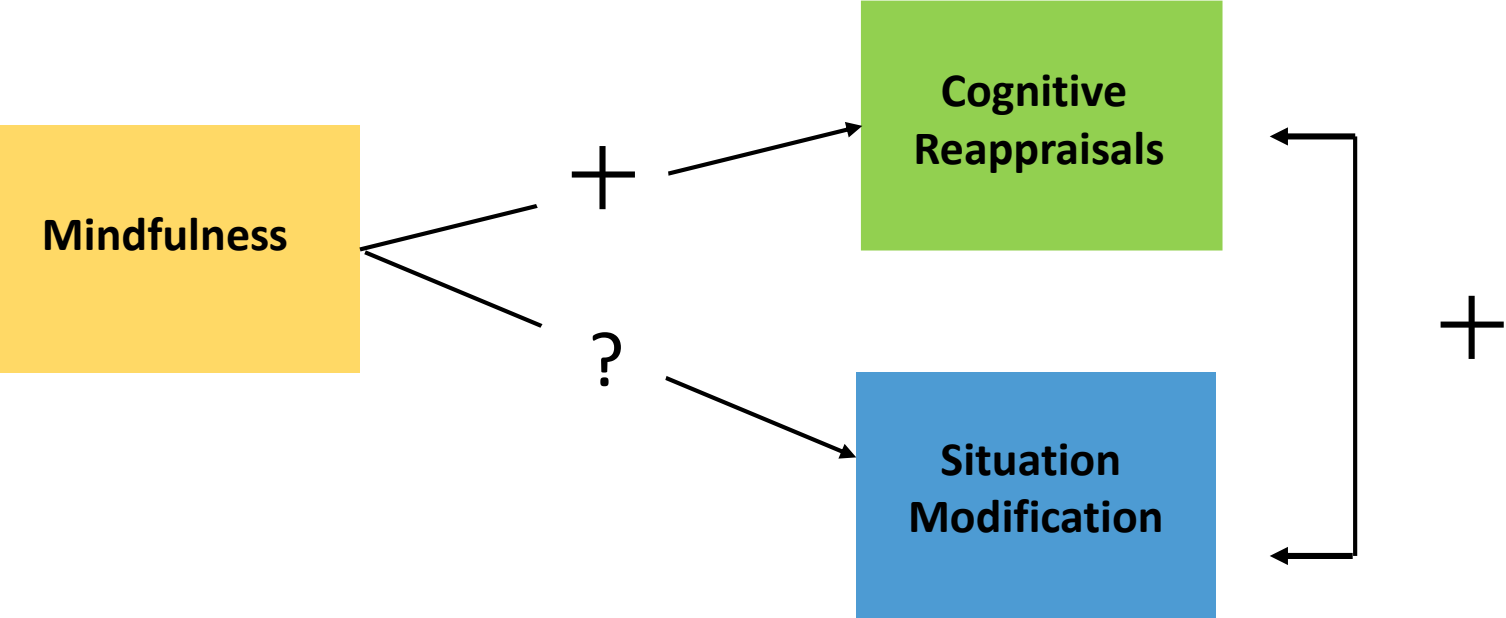 Cognitive
Reappraisals
+
Mindfulness
?
+
Situation
Modification